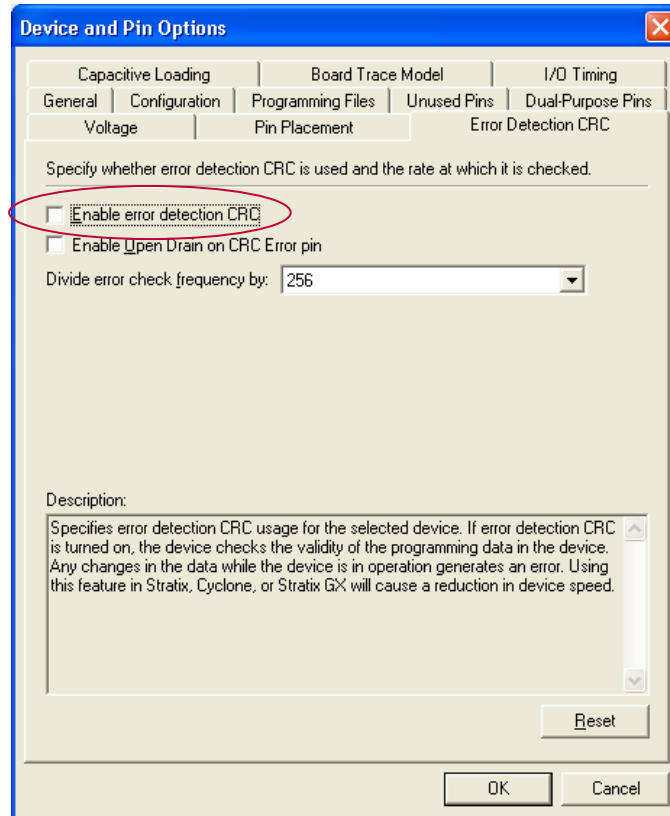 Device and Pin Options
Capacitive Loading Board Trace Model I/O Timing
General Configuration Programming Files Unused Pins Dual-Purpose Pins
Voltage Pin Placement Error Detection CRC
Specify whether error detection CRC is used and the rate at which it is checked.
Enable error detection CRC
Enable Open Drain on CRC Error pin
Divide error check frequency by: 256
Description:
Specifies error detection CRC usage for the selected device. If error detection CRC
is turned on, the device checks the validity of the programming data in the device.
Any changes in the data while the device is in operation generates an error. Using
this feature in Stratix, Cyclone, or Stratix GX will cause a reduction in device speed.
Reset
OK Cancel